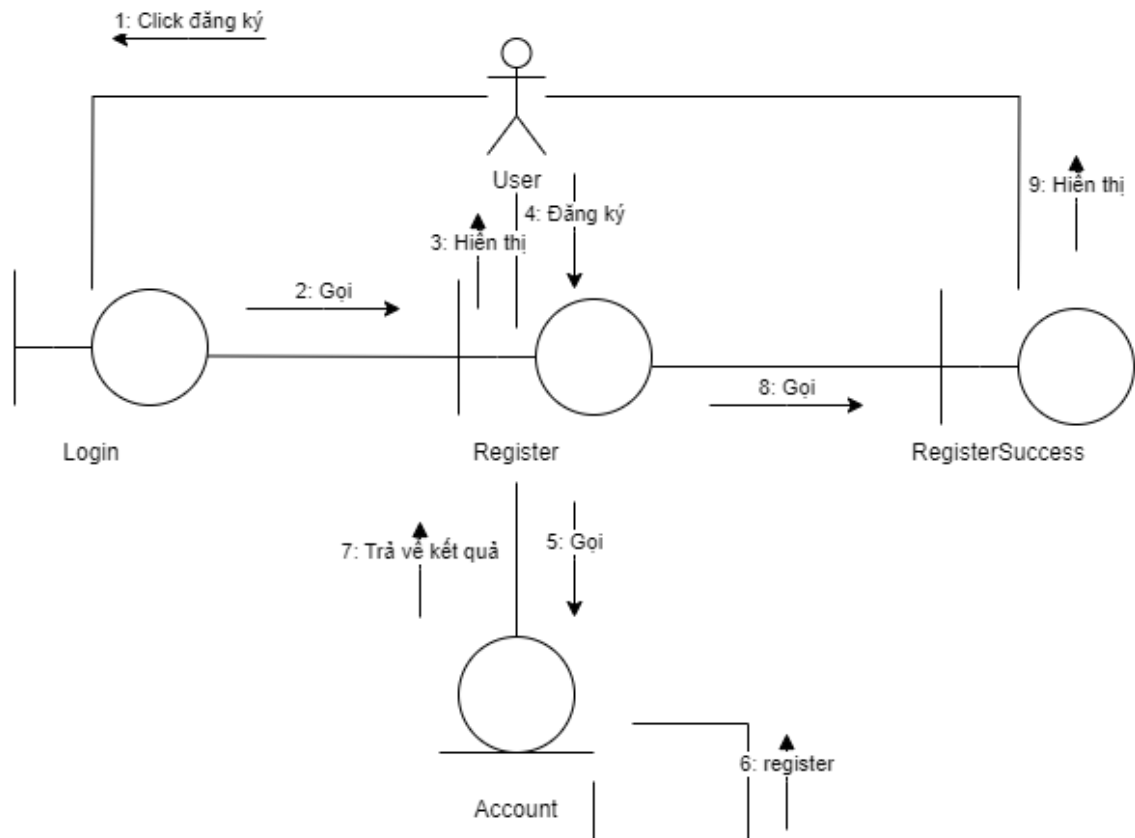 1: Click đăng ký
User
9: Hiển thị
4: Đăng ký
3: Hiển thị
2: Gọi
8: Gọi
Login
Register
RegisterSuccess
7: Trả về kết quả
5: Gọi
6: register
Account